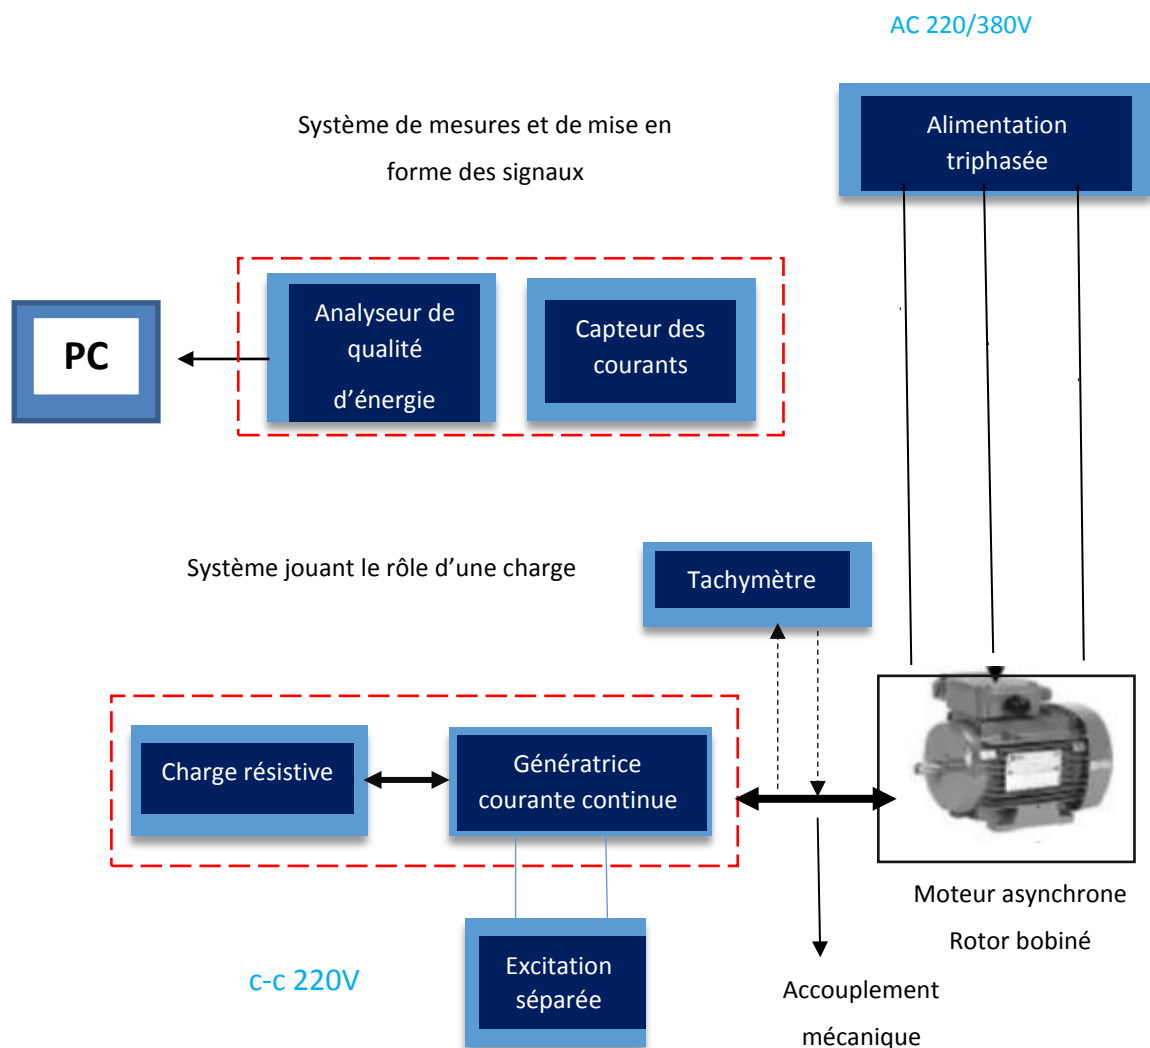 AC 220/380V
Système de mesures et de mise en
forme des signaux
Alimentation
triphasée
PC
Analyseur de
qualité
d’énergie
Capteur des
courants
Système jouant le rôle d’une charge
Tachymètre
Charge résistive
Génératrice
courante continue
Moteur asynchrone
Rotor bobiné
c-c 220V
Excitation
séparée
Accouplement
mécanique